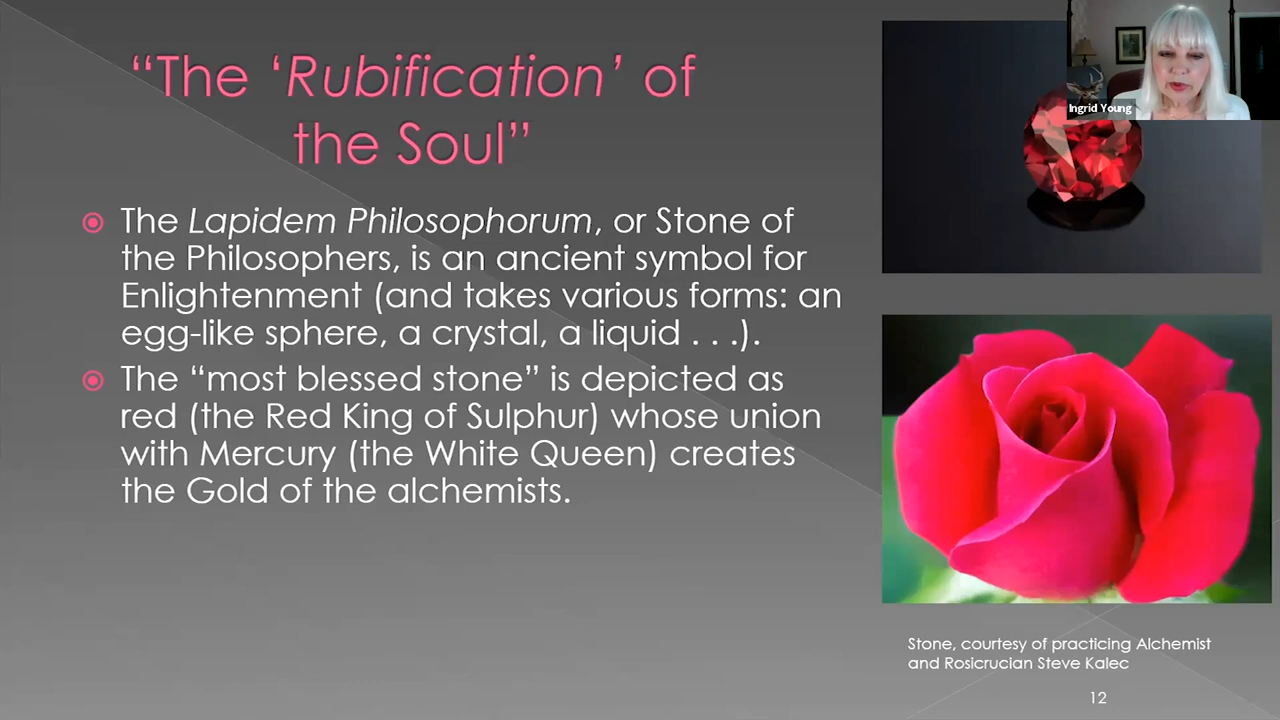 “The ‘Rubification’ of
the Soul”
The Lapidem Philosophorum, or Stone of
the Philosophers, is an ancient symbol for
Enlightenment (and takes various forms: an
egg-like sphere, a crystal, a liquid . . .).
The “most blessed stone” is depicted as
red (the Red King of Sulphur) whose union
with Mercury (the White Queen) creates
the Gold of the alchemists.
Ingrid Young
Stone, courtesy of practicing Alchemist
and Rosicrucian Steve Kalec
12